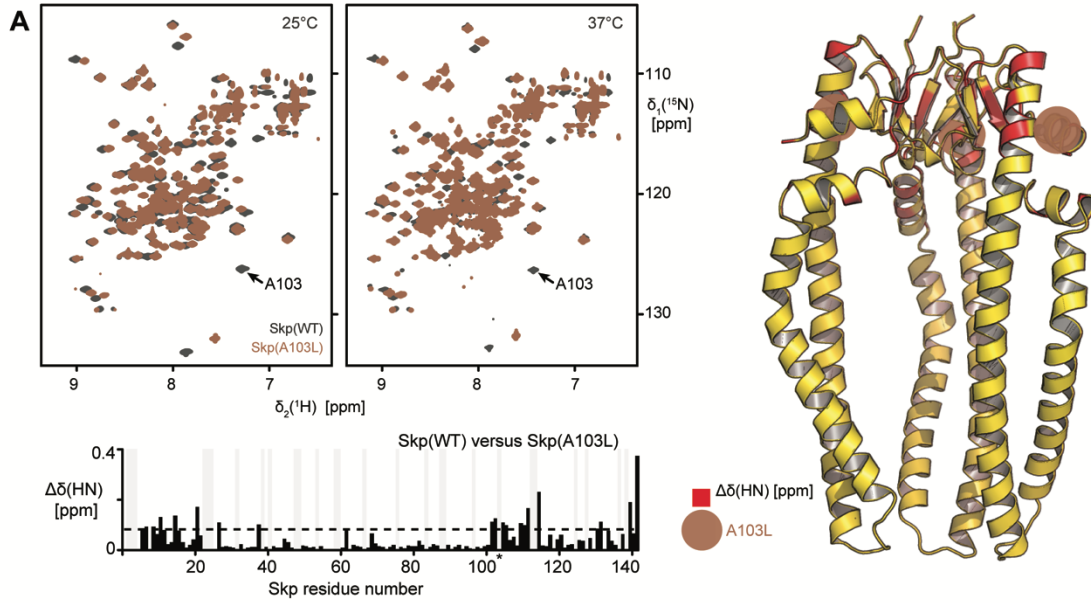 A
25°C
37°C
A103
A103
Skp(WT)
Skp(A103L)
110
120
130
δ₁(¹⁵N)
[ppm]
9 8 7
9 8 7
δ₂(¹H) [ppm]
Skp(WT) versus Skp(A103L)
0.4
Δδ(HN)
[ppm]
0
20 40 60 80 100 120 140
*
Skp residue number
Δδ(HN) [ppm]
A103L